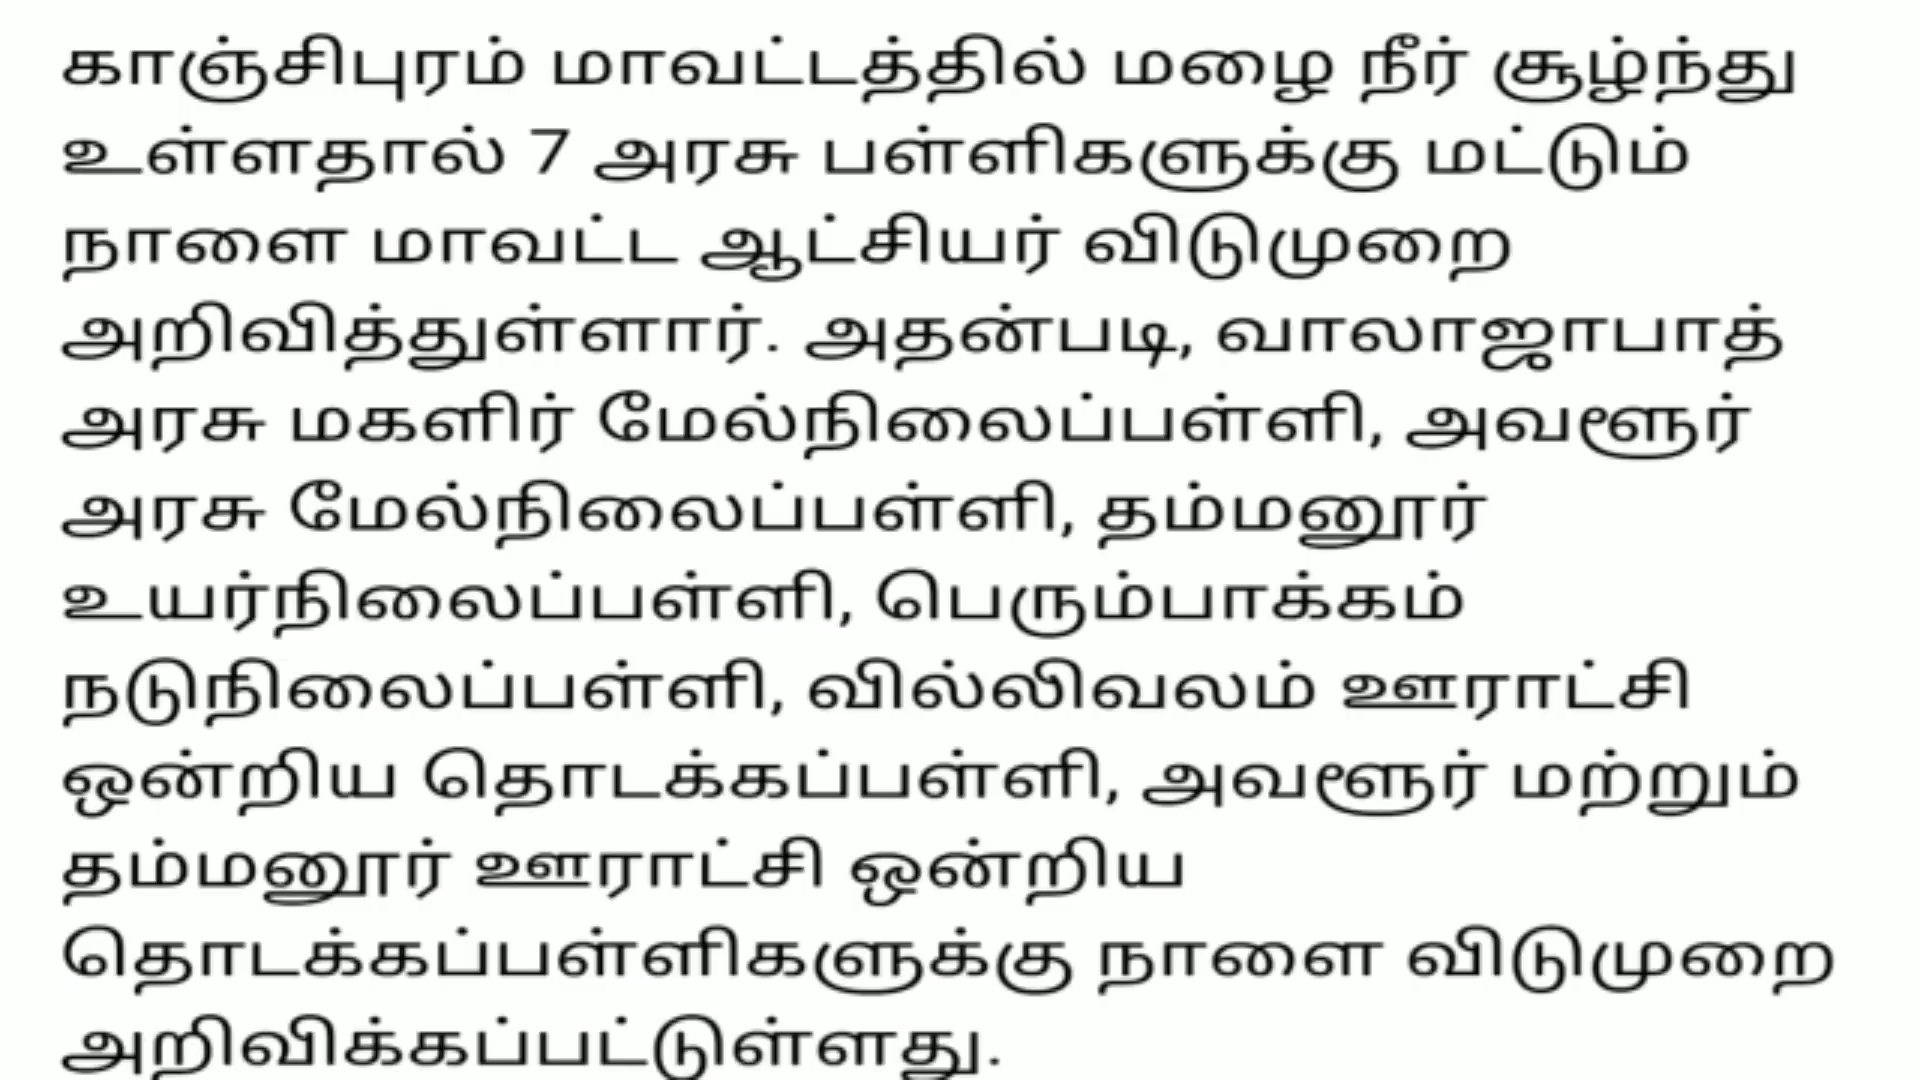 காஞ்சிபுரம் மாவட்டத்தில் மழை நீர் சூழ்ந்து
உள்ளதால் 7 அரசு பள்ளிகளுக்கு மட்டும்
நாளை மாவட்ட ஆட்சியர் விடுமுறை
அறிவித்துள்ளார். அதன்படி, வாலாஜாபாத்
அரசு மகளிர் மேல்நிலைப்பள்ளி, அவளூர்
அரசு மேல்நிலைப்பள்ளி, தம்மனூர்
உயர்நிலைப்பள்ளி, பெரும்பாக்கம்
நடுநிலைப்பள்ளி, வில்லிவலம் ஊராட்சி
ஒன்றிய தொடக்கப்பள்ளி, அவளூர் மற்றும்
தம்மனூர் ஊராட்சி ஒன்றிய
தொடக்கப்பள்ளிகளுக்கு நாளை விடுமுறை
அறிவிக்கப்பட்டுள்ளது.